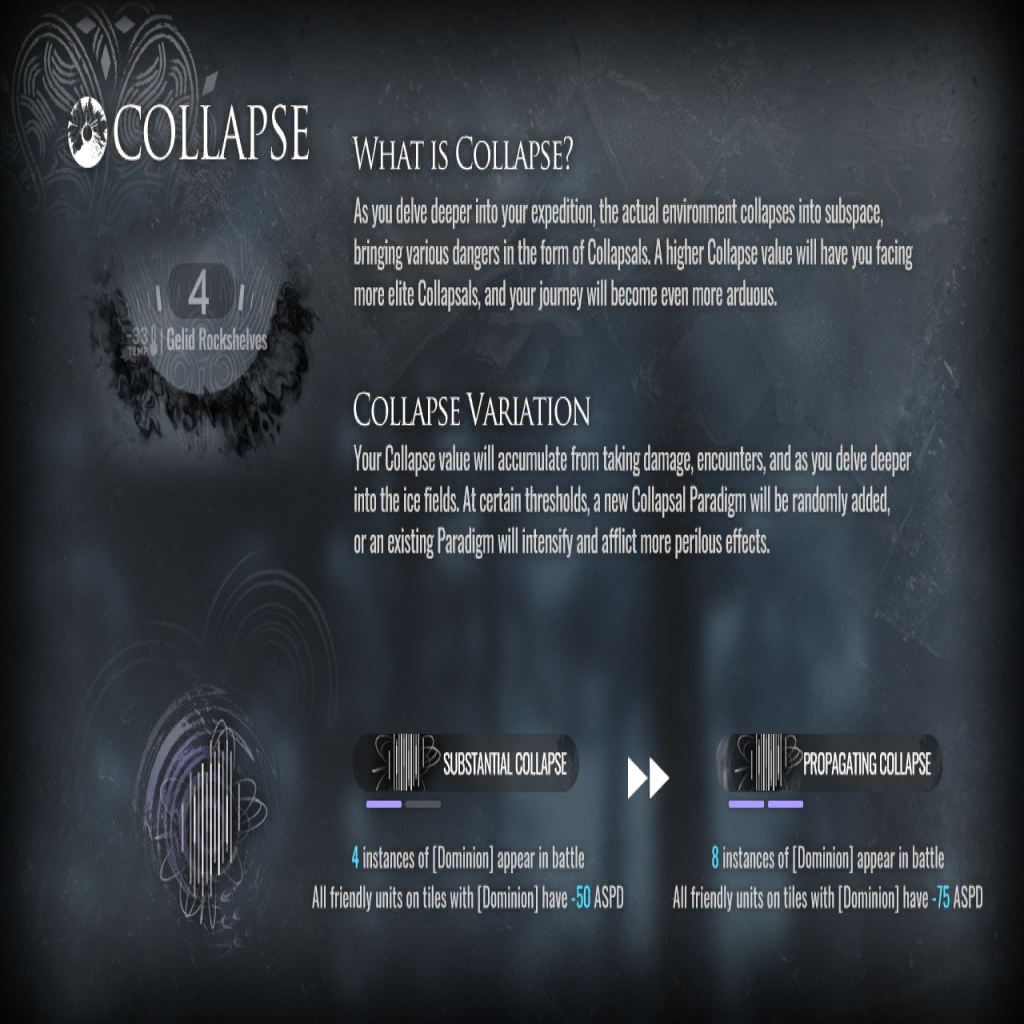 COLLAPSE
WHAT IS COLLAPSE?
As you delve deeper into your expedition, the actual environment collapses into subspace,
bringing various dangers in the form of Collapsals. A higher Collapse value will have you facing
more elite Collapsals, and your journey will become even more arduous.
4
-33
TEMP
Gelid Rockshelves
COLLAPSE VARIATION
Your Collapse value will accumulate from taking damage, encounters, and as you delve deeper
into the ice fields. At certain thresholds, a new Collapsal Paradigm will be randomly added,
or an existing Paradigm will intensify and afflict more perilous effects.
SUBSTANTIAL COLLAPSE
4 instances of [Dominion] appear in battle
All friendly units on tiles with [Dominion] have -50 ASPD
PROPAGATING COLLAPSE
8 instances of [Dominion] appear in battle
All friendly units on tiles with [Dominion] have -75 ASPD